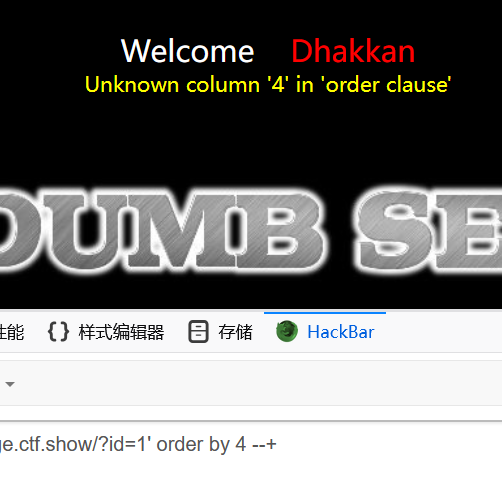 Welcome Dhakkan
Unknown column '4' in 'order clause'
DUMB SE
性能 {} 样式编辑器 存储 HackBar
ge.ctf.show/?id=1' order by 4 --+